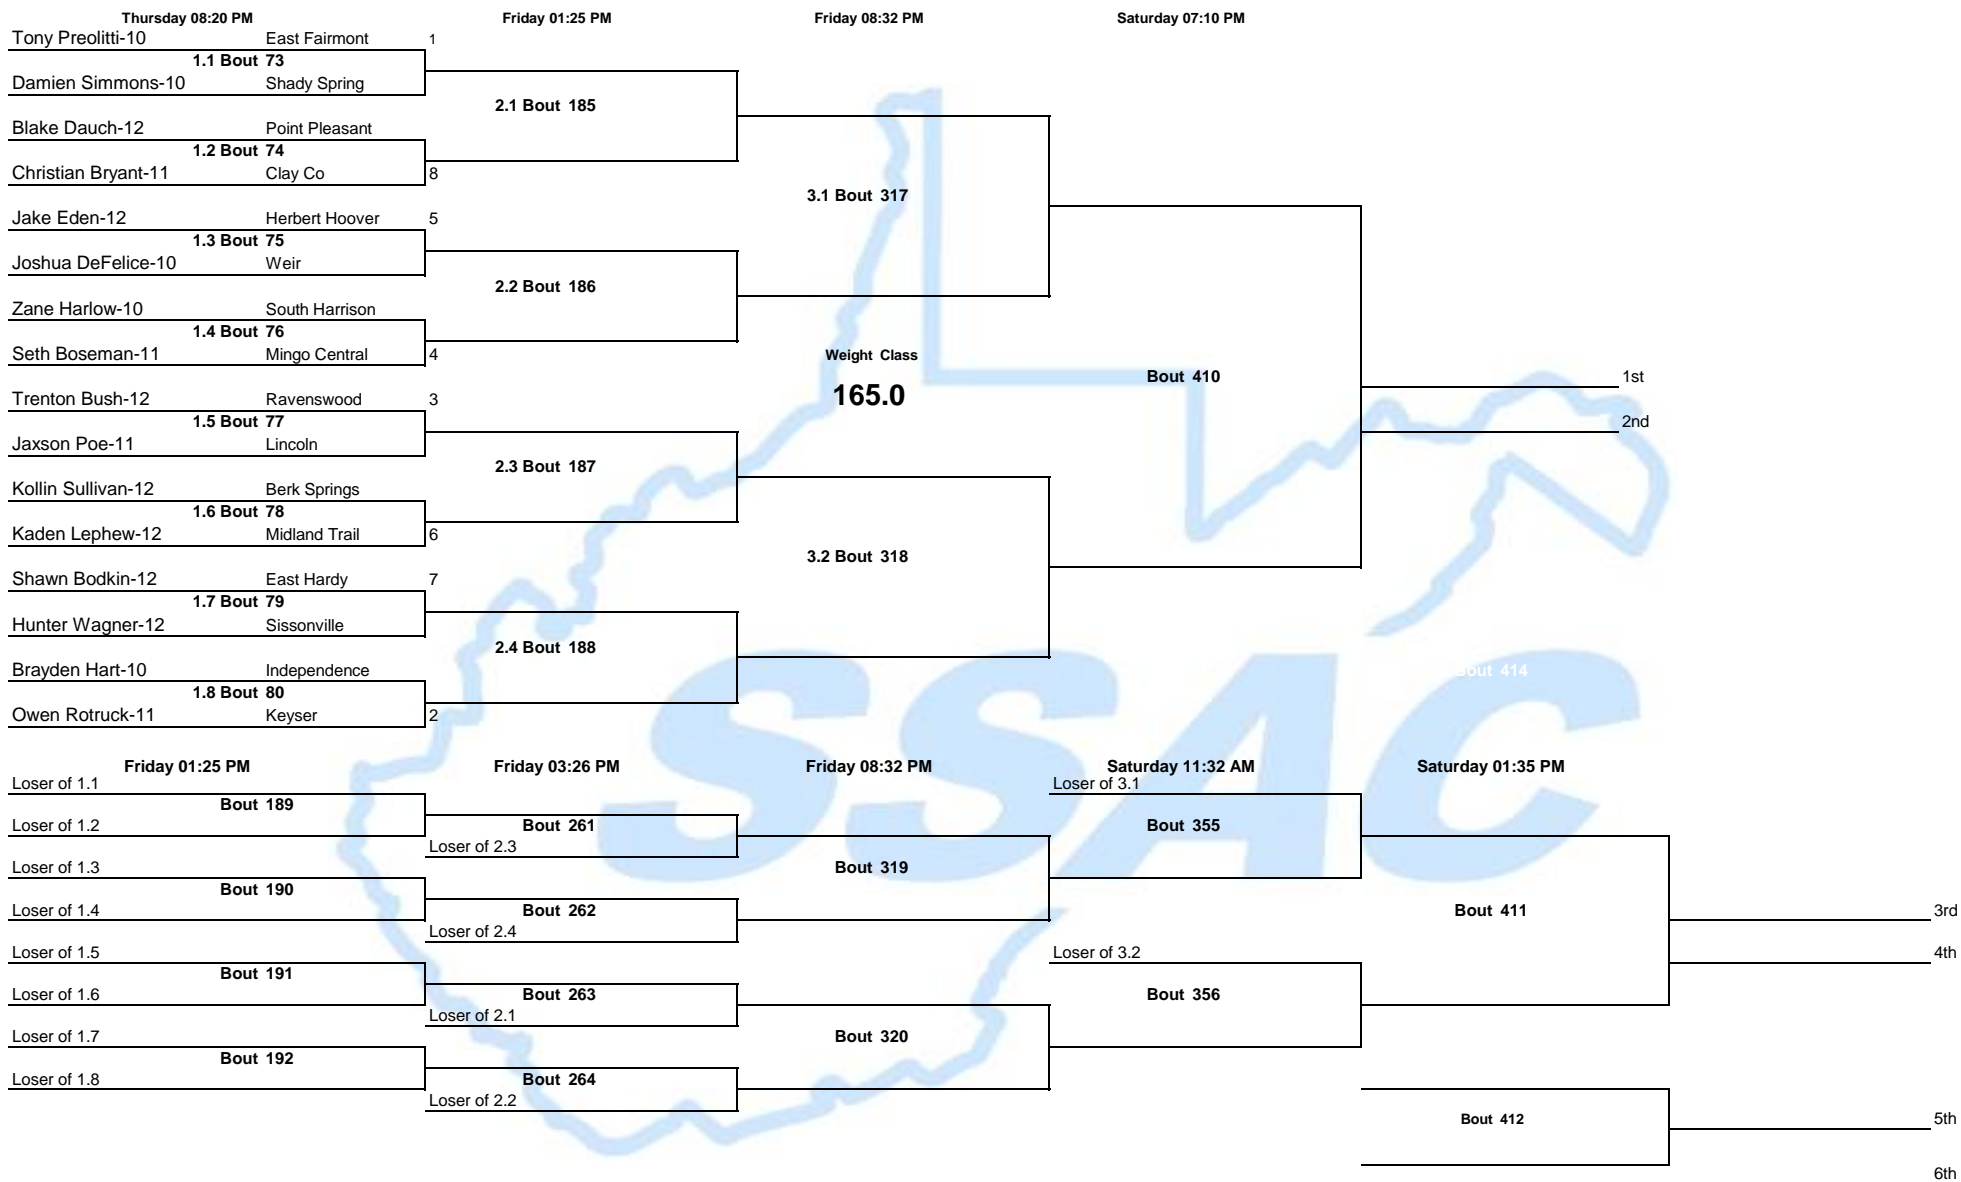 Thursday 08:20 PM Friday 01:25 PM Friday 08:32 PM Saturday 07:10 PM
Tony Preolitti-10 East Fairmont 1
1.1 Bout 73
Damien Simmons-10 Shady Spring
2.1 Bout 185
Blake Dauch-12 Point Pleasant
1.2 Bout 74
Christian Bryant-11 Clay Co 8
3.1 Bout 317
Jake Eden-12 Herbert Hoover 5
1.3 Bout 75
Joshua DeFelice-10 Weir
2.2 Bout 186
Zane Harlow-10 South Harrison
1.4 Bout 76
Seth Boseman-11 Mingo Central 4
Weight Class
165.0
Bout 410
1st
2nd
Trenton Bush-12 Ravenswood 3
1.5 Bout 77
Jaxson Poe-11 Lincoln
2.3 Bout 187
Kollin Sullivan-12 Berk Springs
1.6 Bout 78
Kaden Lephew-12 Midland Trail 6
3.2 Bout 318
Shawn Bodkin-12 East Hardy 7
1.7 Bout 79
Hunter Wagner-12 Sissonville
2.4 Bout 188
Brayden Hart-10 Independence
1.8 Bout 80
Owen Rotruck-11 Keyser 2
Bout 414
SSAC
Friday 01:25 PM Friday 03:26 PM Friday 08:32 PM Saturday 11:32 AM Saturday 01:35 PM
Loser of 1.1 Loser of 3.1
Bout 189
Loser of 1.2 Bout 261 Bout 355
Loser of 2.3
Loser of 1.3 Bout 319
Bout 190
Loser of 1.4 Bout 262 Bout 411 3rd
Loser of 2.4
Loser of 1.5 Loser of 3.2 4th
Bout 191
Loser of 1.6 Bout 263 Bout 356
Loser of 2.1
Loser of 1.7 Bout 320
Bout 192
Loser of 1.8 Bout 264
Loser of 2.2
Bout 412 5th
6th